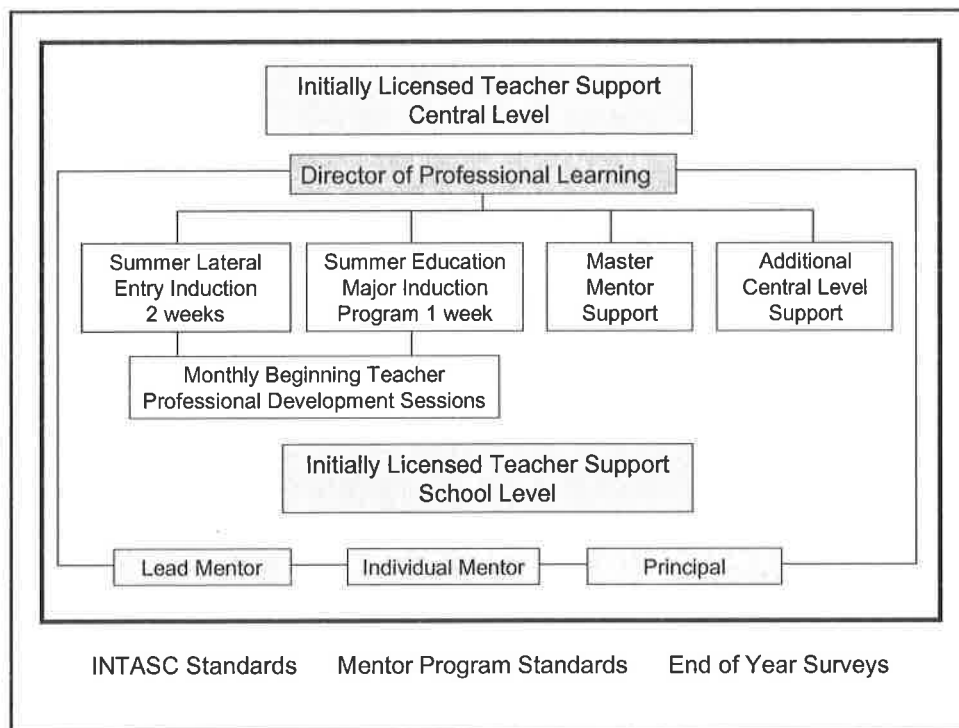 Initially Licensed Teacher Support
Central Level
Director of Professional Learning
Summer Lateral
Entry Induction
2 weeks
Summer Education
Major Induction
Program 1 week
Master
Mentor
Support
Additional
Central Level
Support
Monthly Beginning Teacher
Professional Development Sessions
Initially Licensed Teacher Support
School Level
Lead Mentor
Individual Mentor
Principal
INTASC Standards
Mentor Program Standards
End of Year Surveys